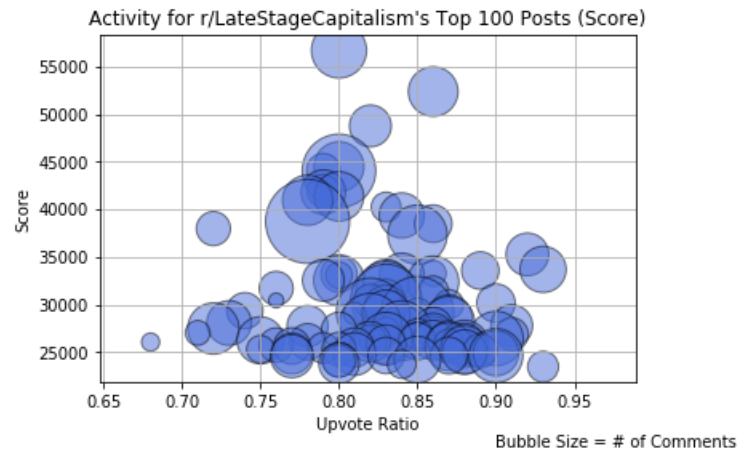 Activity for r/LateStageCapitalism's Top 100 Posts (Score)
55000
50000
45000
40000
35000
30000
25000
Score
0.65 0.70 0.75 0.80 0.85 0.90 0.95
Upvote Ratio
Bubble Size = # of Comments